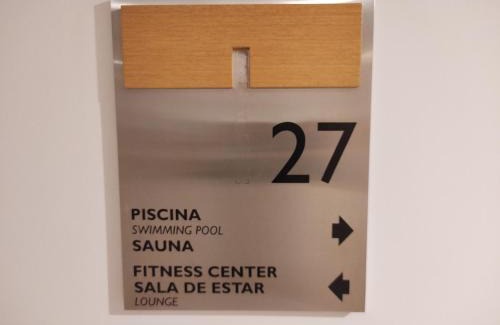 27
PISCINA
SWIMMING POOL
SAUNA
FITNESS CENTER
SALA DE ESTAR
LOUNGE